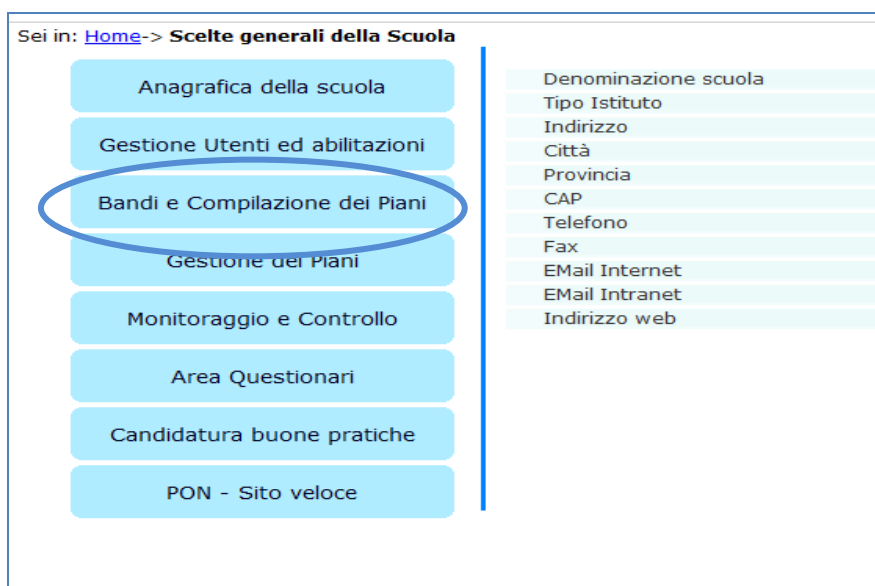 Sei in: Home-> Scelte generali della Scuola
Anagrafica della scuola
Gestione Utenti ed abilitazioni
Bandi e Compilazione dei Piani
Gestione dei Piani
Monitoraggio e Controllo
Area Questionari
Candidatura buone pratiche
PON - Sito veloce
Denominazione scuola
Tipo Istituto
Indirizzo
Città
Provincia
CAP
Telefono
Fax
EMail Internet
EMail Intranet
Indirizzo web